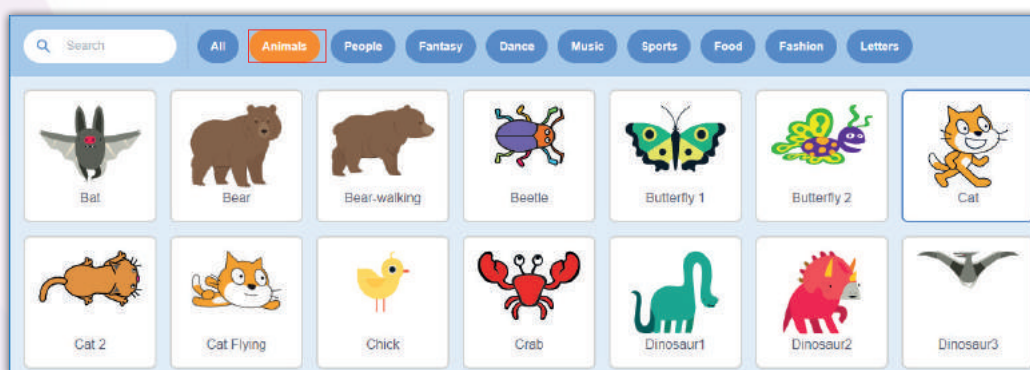 Search All Animals People Fantasy Dance Music Sports Food Fashion Letters
Bat Bear Bear-walking Beetle Butterfly 1 Butterfly 2 Cat
Cat 2 Cat Flying Chick Crab Dinosaur1 Dinosaur2 Dinosaur3